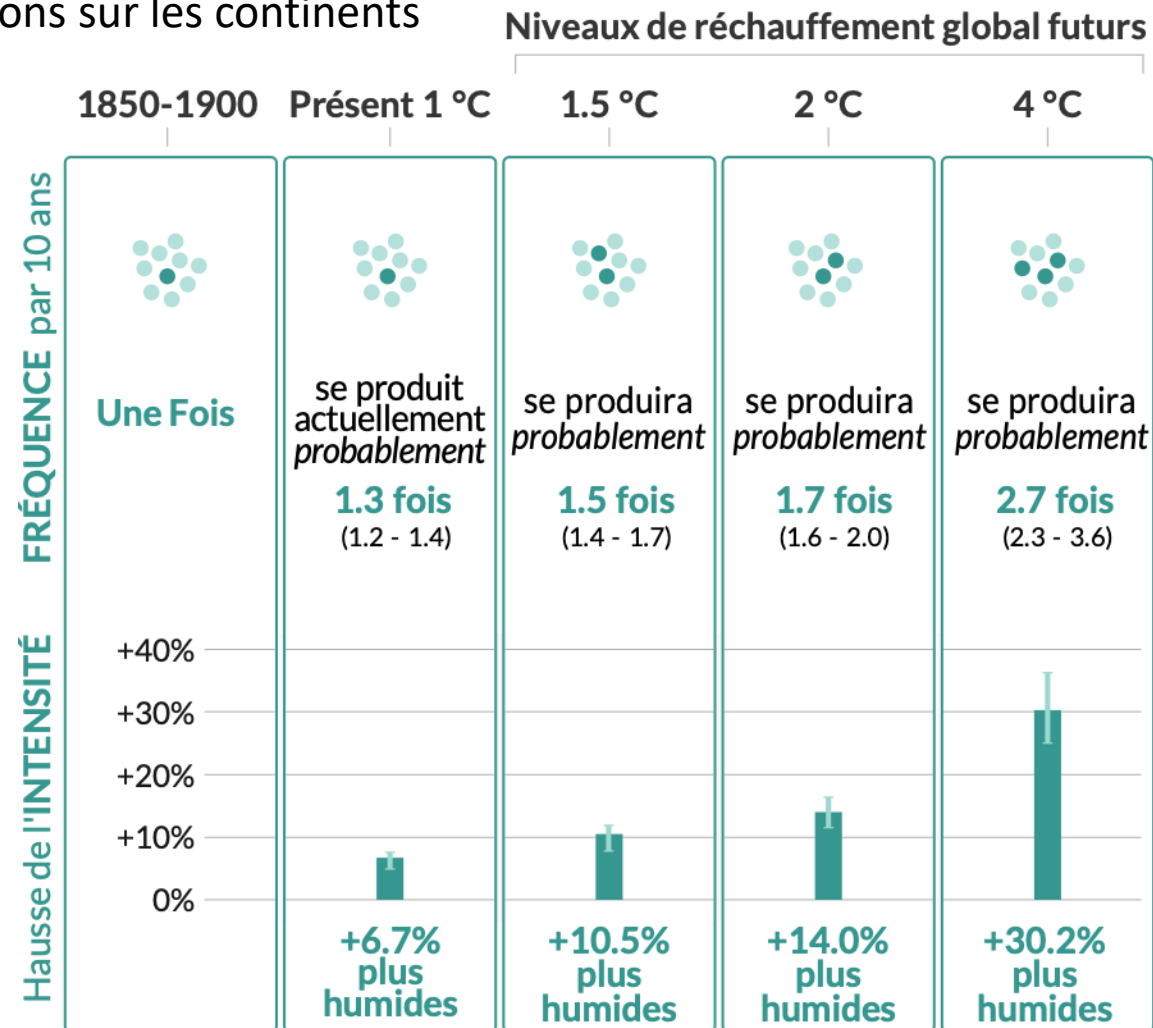 ons sur les continents
Niveaux de réchauffement global futurs
1850-1900
Présent 1 °C
1.5 °C
2 °C
4 °C
FRÉQUENCE par 10 ans
Une Fois
se produit
actuellement
probablement
1.3 fois
(1.2 - 1.4)
se produira
probablement
1.5 fois
(1.4 - 1.7)
se produira
probablement
1.7 fois
(1.6 - 2.0)
se produira
probablement
2.7 fois
(2.3 - 3.6)
Hausse de l'INTENSITÉ
+40%
+30%
+20%
+10%
0%
+6.7%
plus
humides
+10.5%
plus
humides
+14.0%
plus
humides
+30.2%
plus
humides